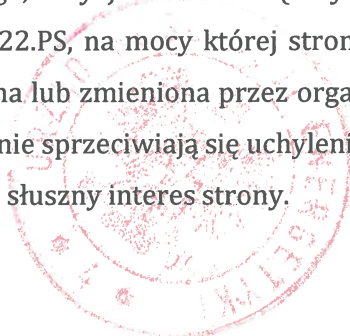 22.PS, na mocy której stron
na lub zmieniona przez orga
nie sprzeciwiają się uchyleni
słuszny interes strony.